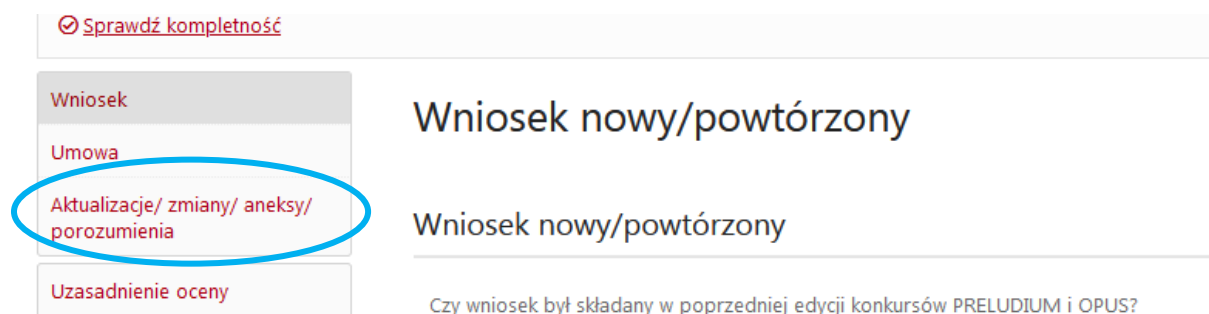 Sprawdź kompletność
Wniosek
Umowa
Aktualizacje/ zmiany/ aneksy/
porozumienia
Uzasadnienie oceny
Wniosek nowy/powtórzony
Wniosek nowy/powtórzony
Czy wniosek był składany w poprzedniej edycji konkursów PRELUDIUM i OPUS?